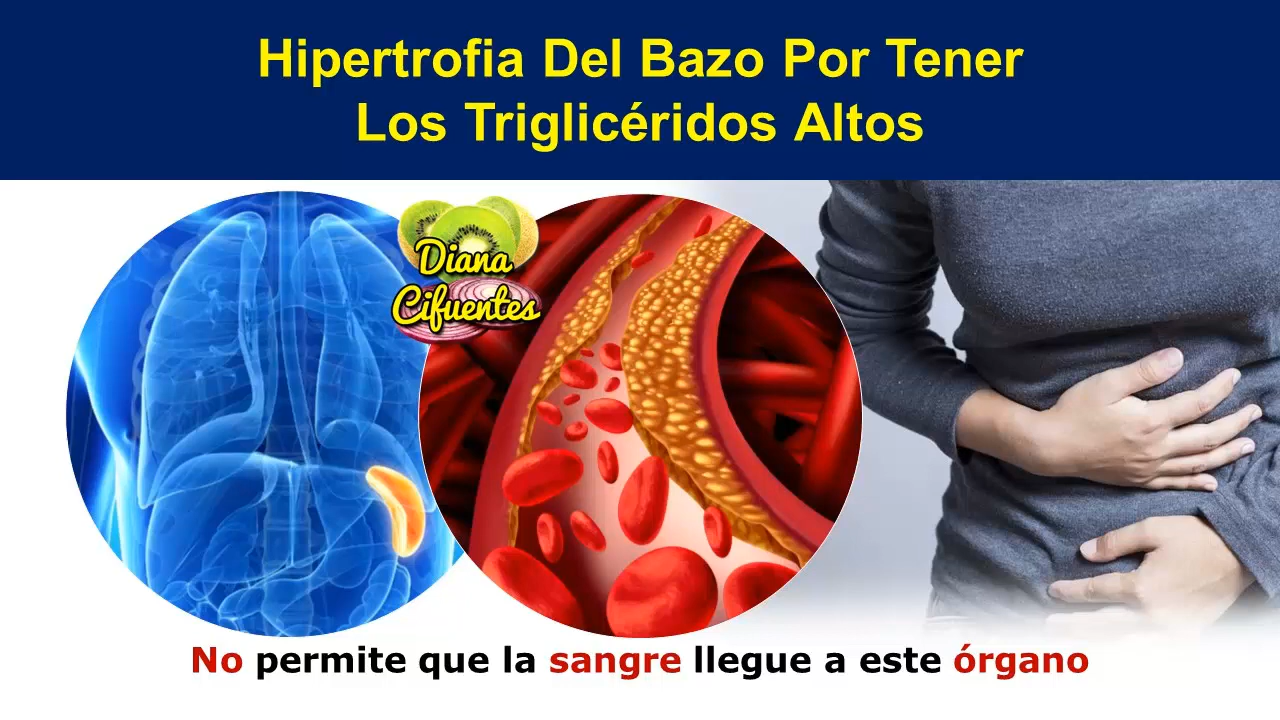 Hipertrofia Del Bazo Por Tener
Los Triglicéridos Altos
Diana
Cifuentes
No permite que la sangre llegue a este órgano